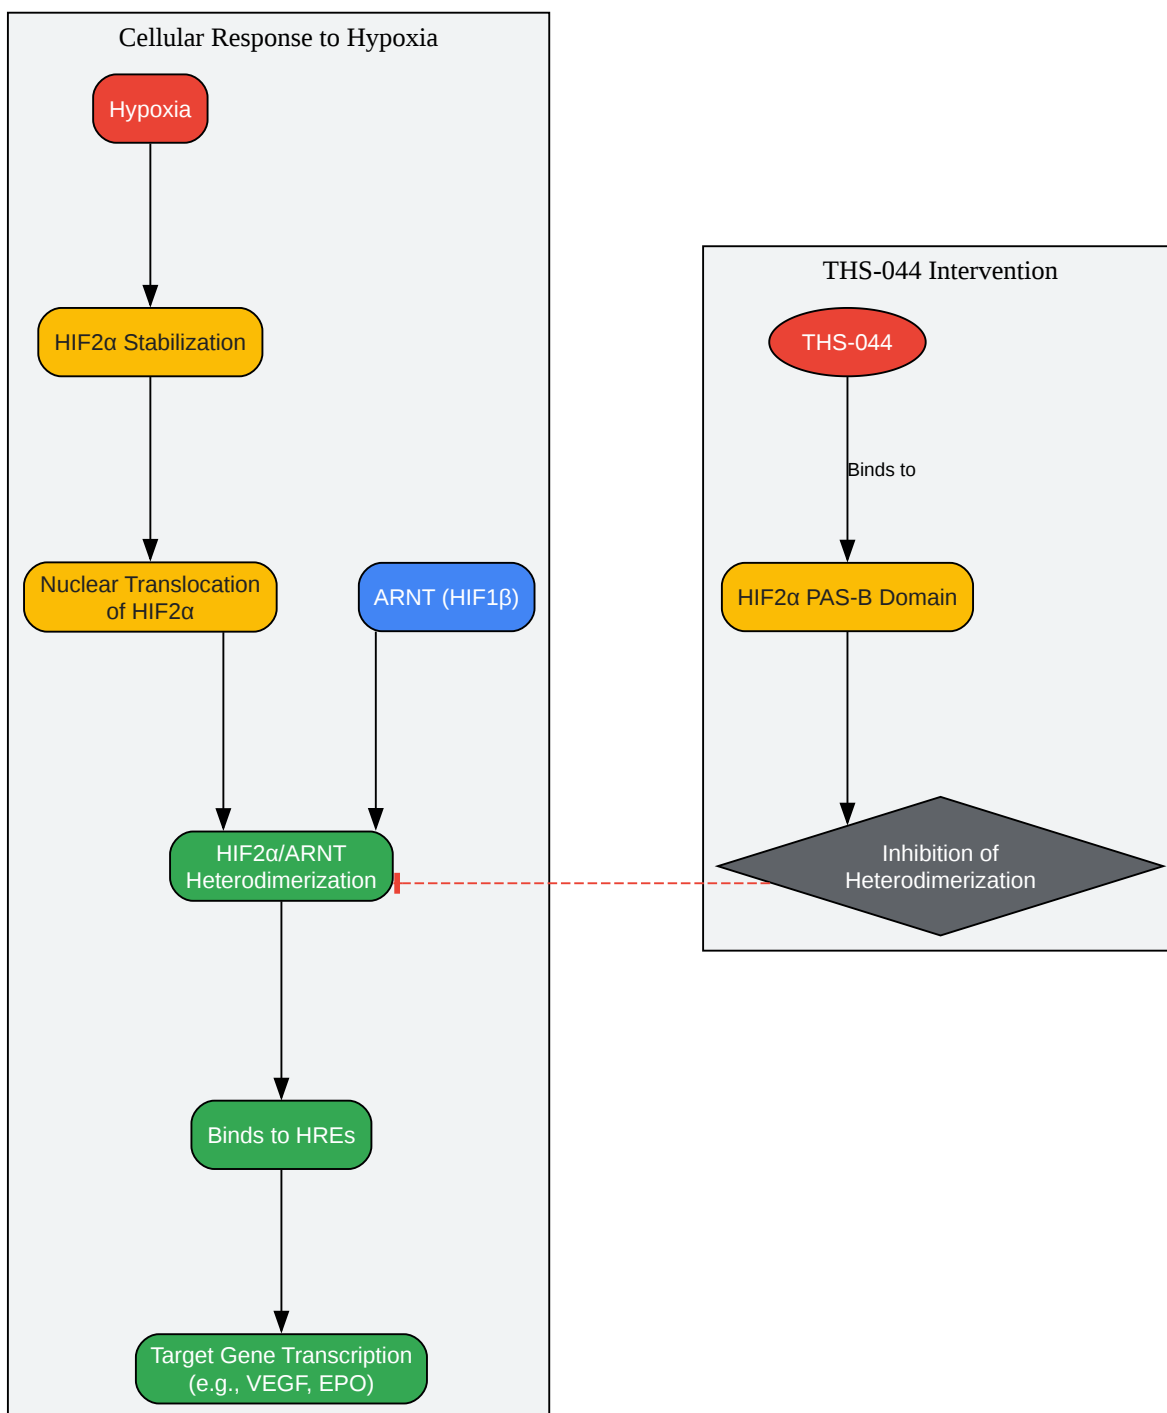 Cellular Response to Hypoxia
Hypoxia
HIF2α Stabilization
Nuclear Translocation
of HIF2α
ARNT (HIF1β)
HIF2α/ARNT
Heterodimerization
Binds to HREs
Target Gene Transcription
(e.g., VEGF, EPO)
THS-044 Intervention
THS-044
Binds to
HIF2α PAS-B Domain
Inhibition of
Heterodimerization